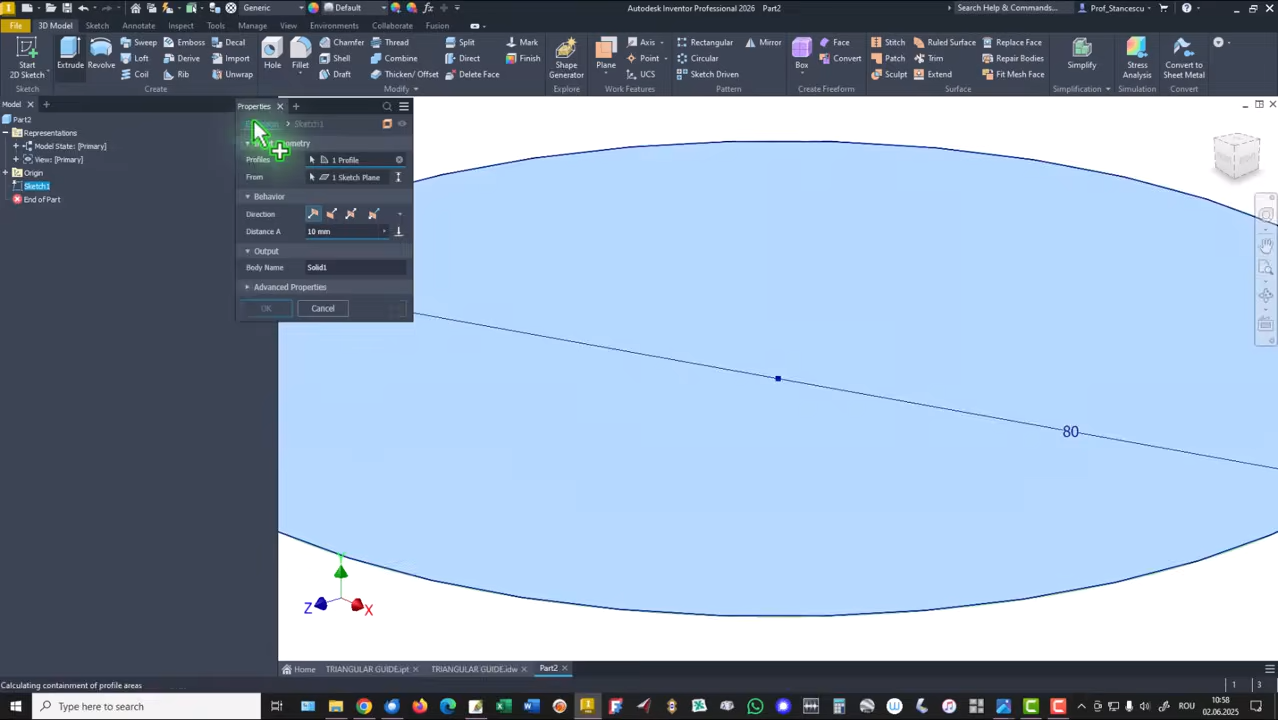 Generic
Default
Autodesk Inventor Professional 2026 Part2
Search Help & Commands...
Prof_Stancescu
File
3D Model
Sketch
Annotate
Inspect
Tools
Manage
View
Environments
Collaborate
Fusion
Start
2D Sketch
Extrude
Revolve
Sweep
Loft
Coil
Emboss
Derive
Rib
Decal
Import
Unwrap
Hole
Fillet
Chamfer
Shell
Draft
Thread
Combine
Thicken/ Offset
Split
Direct
Delete Face
Mark
Finish
Shape
Generator
Plane
Axis
Point
UCS
Rectangular
Circular
Sketch Driven
Mirror
Box
Face
Convert
Stitch
Patch
Sculpt
Ruled Surface
Trim
Extend
Replace Face
Repair Bodies
Fit Mesh Face
Simplify
Stress
Analysis
Convert to
Sheet Metal
Sketch
Create
Modify
Explore
Work Features
Pattern
Create Freeform
Surface
Simplification
Simulation
Convert
Model
Part2
Representations
Model State: [Primary]
View: [Primary]
Origin
Sketch1
End of Part
Properties
Sketch1
Profiles 1 Profile
From 1 Sketch Plane
Behavior
Direction
Distance A 10 mm
Output
Body Name Solid1
Advanced Properties
OK Cancel
80
Y
Z X
Home TRIANGULAR GUIDE.ipt TRIANGULAR GUIDE.idw Part2
Calculating containment of profile areas
1 3
Type here to search
ROU
10:58
02.06.2025